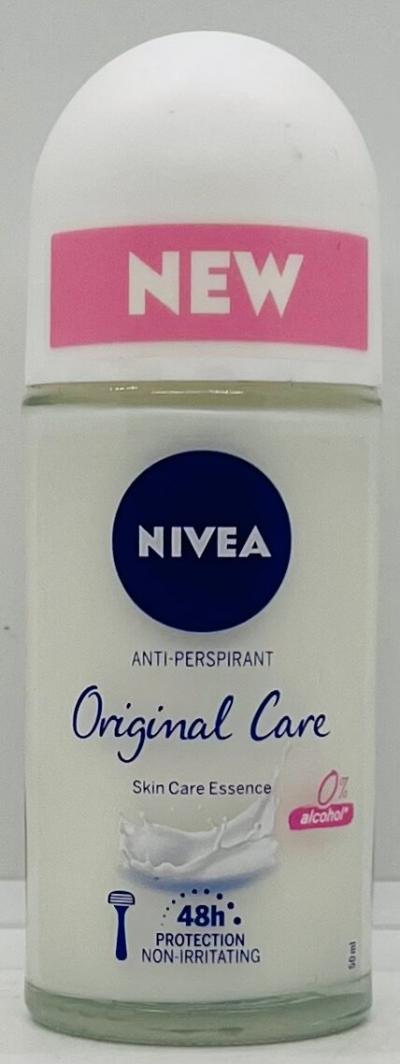 NEW
NIVEA
ANTI-PERSPIRANT
Original Care
Skin Care Essence
0%
alcohol*
48h
PROTECTION
NON-IRRITATING
50 ml